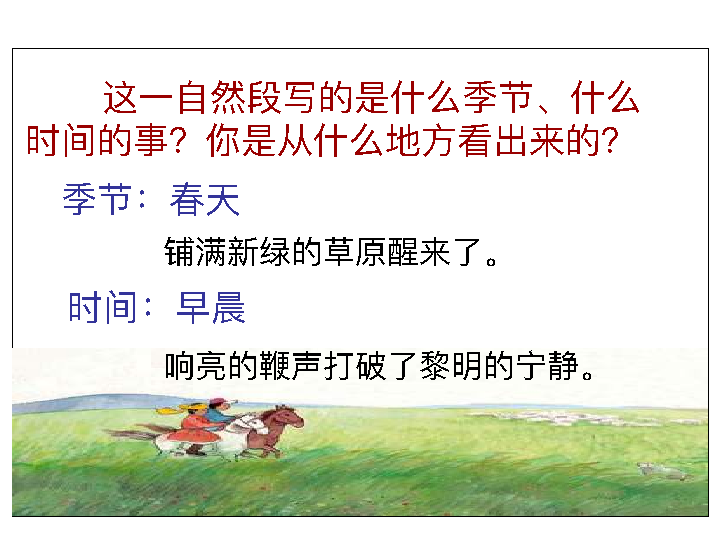 这一自然段写的是什么季节、什么
时间的事？你是从什么地方看出来的？
季节：春天
铺满新绿的草原醒来了。
时间：早晨
响亮的鞭声打破了黎明的宁静。